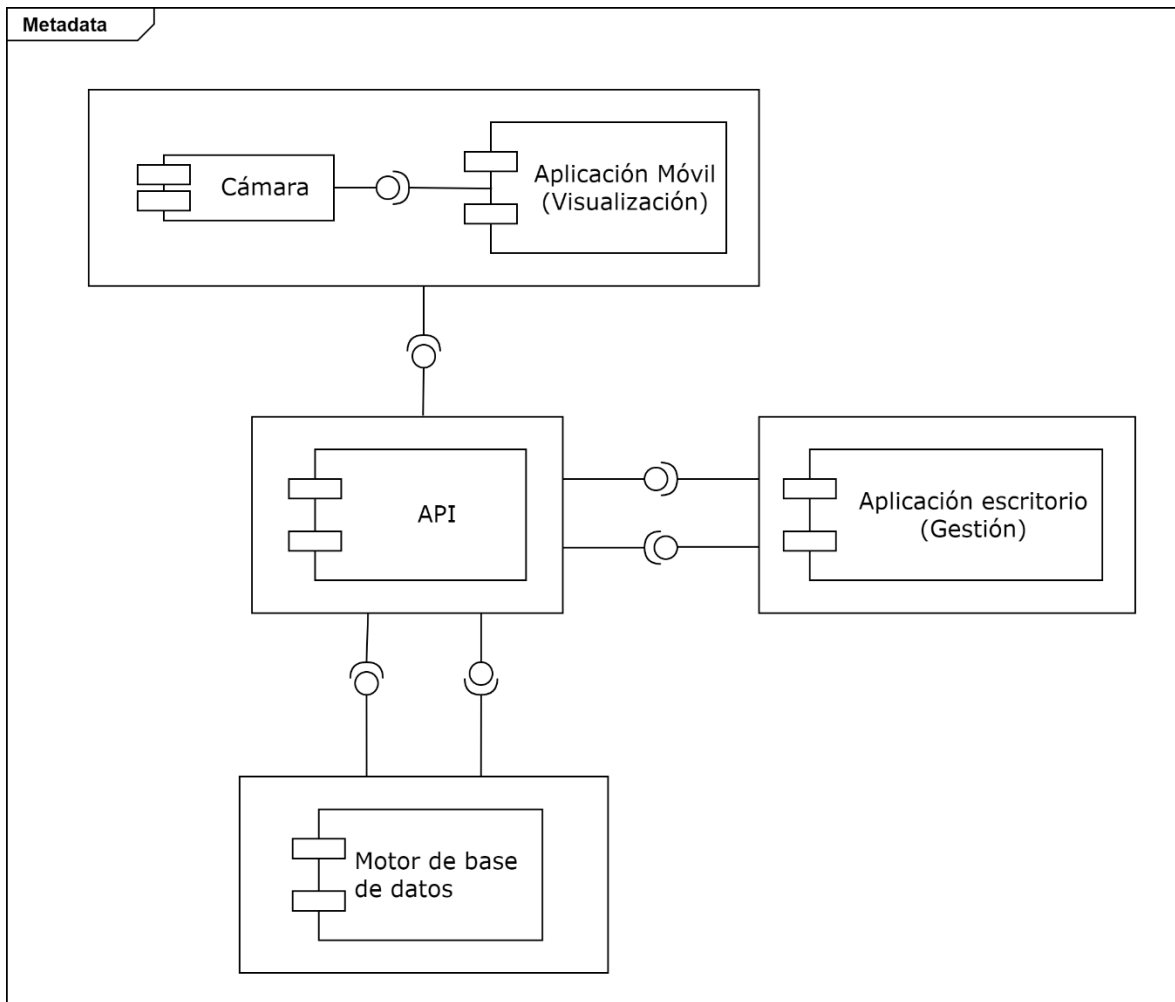 Metadata
Cámara
Aplicación Móvil
(Visualización)
API
Aplicación escritorio
(Gestión)
Motor de base
de datos